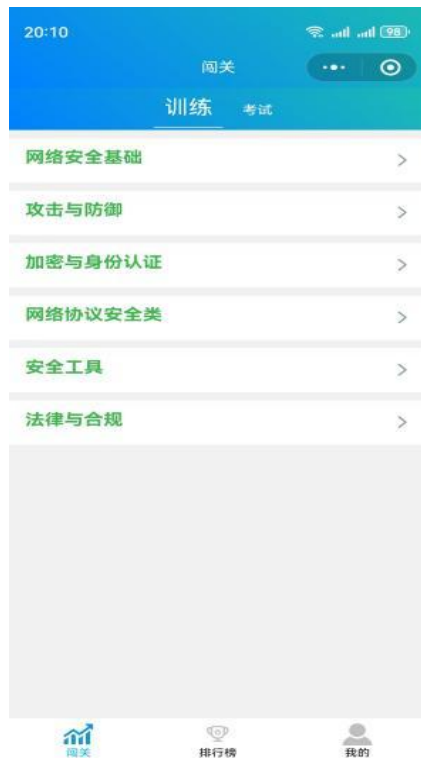 20:10 98
闯关
训练 考试
网络安全基础
攻击与防御
加密与身份认证
网络协议安全类
安全工具
法律与合规
闯关 排行榜 我的